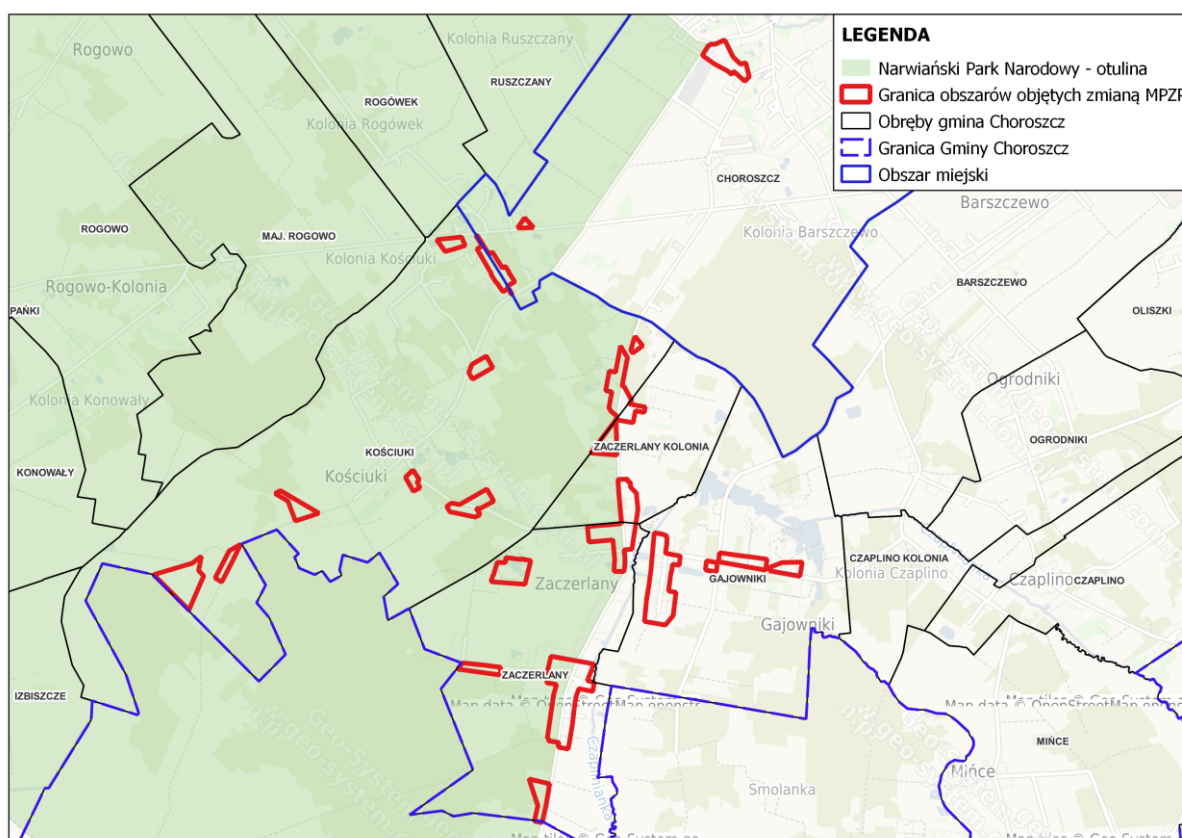 LEGENDA
Narwiański Park Narodowy - otulina
Granica obszarów objętych zmianą MPZP
Obręby gmina Choroszcz
Granica Gminy Choroszcz
Obszar miejski
Rogowo
Kolonia Ruszczany
RUSZCZANY
ROGÓWEK
Kolonia Rogówek
CHOROSZCZ
Barszczewo
ROGOWO
MAJ. ROGOWO
Kolonia Barszczewo
Kolonia Kościuki
Rogowo-Kolonia
BARSZCZEWO
PAŃKI
OLISZKI
Ogrodniki
Kolonia Konowały
OGRODNIKI
ZACZERLANY KOLONIA
KOŚCIUKI
Kościuki
KONOWAŁY
CZAPLINO KOLONIA
Kolonia Czaplino
Czaplino
CZAPLINO
GAJOWNIKI
Zaczerlany
Gajowniki
ZACZERLANY
IZBISZCZE
Map data © OpenStreetMap openstr
MIŃCE
Mińce
Czaplinianka
Smolanka